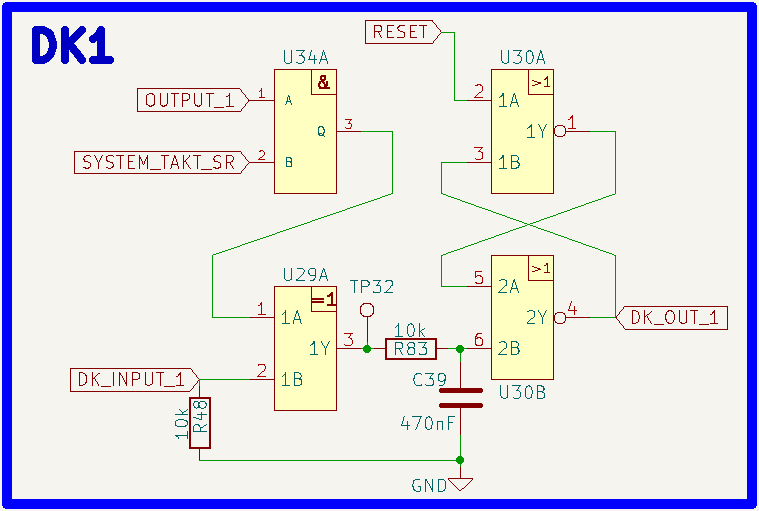 DK1
RESET
U34A
U30A
OUTPUT_1
1
A
&
Q
3
2
1A
>1
1Y
1
SYSTEM_TAKT_SR
2
B
3
1B
U29A
TP32
5
2A
>1
1
1A
=1
1Y
3
10k
R83
6
2B
2Y
4
DK_OUT_1
DK_INPUT_1
2
1B
C39
U30B
10k
R48
470nF
GND